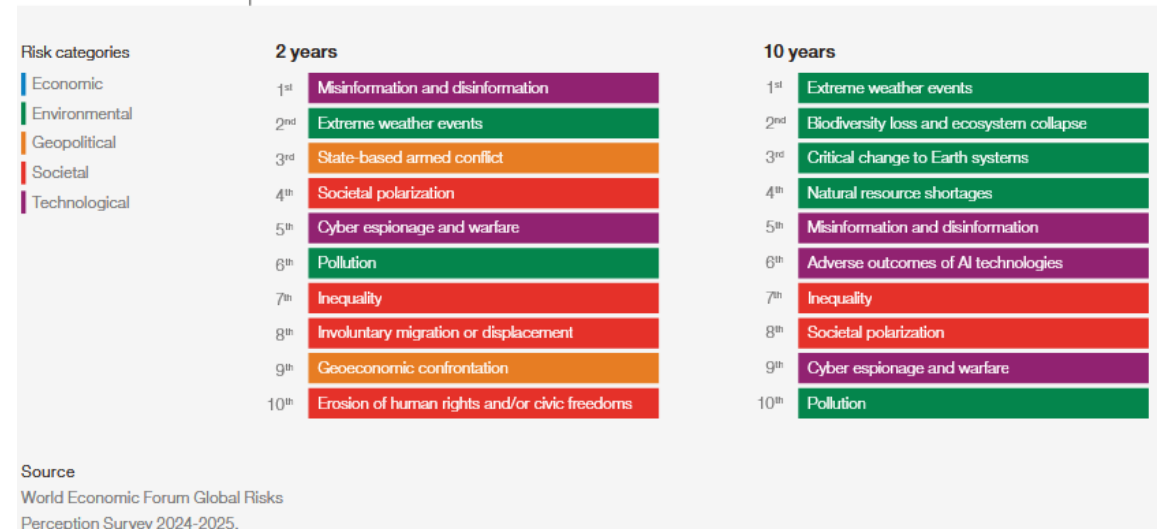 Risk categories
Economic
Environmental
Geopolitical
Societal
Technological
2 years
1st Misinformation and disinformation
2nd Extreme weather events
3rd State-based armed conflict
4th Societal polarization
5th Cyber espionage and warfare
6th Pollution
7th Inequality
8th Involuntary migration or displacement
9th Geoeconomic confrontation
10th Erosion of human rights and/or civic freedoms
10 years
1st Extreme weather events
2nd Biodiversity loss and ecosystem collapse
3rd Critical change to Earth systems
4th Natural resource shortages
5th Misinformation and disinformation
6th Adverse outcomes of AI technologies
7th Inequality
8th Societal polarization
9th Cyber espionage and warfare
10th Pollution
Source
World Economic Forum Global Risks
Perception Survey 2024-2025.